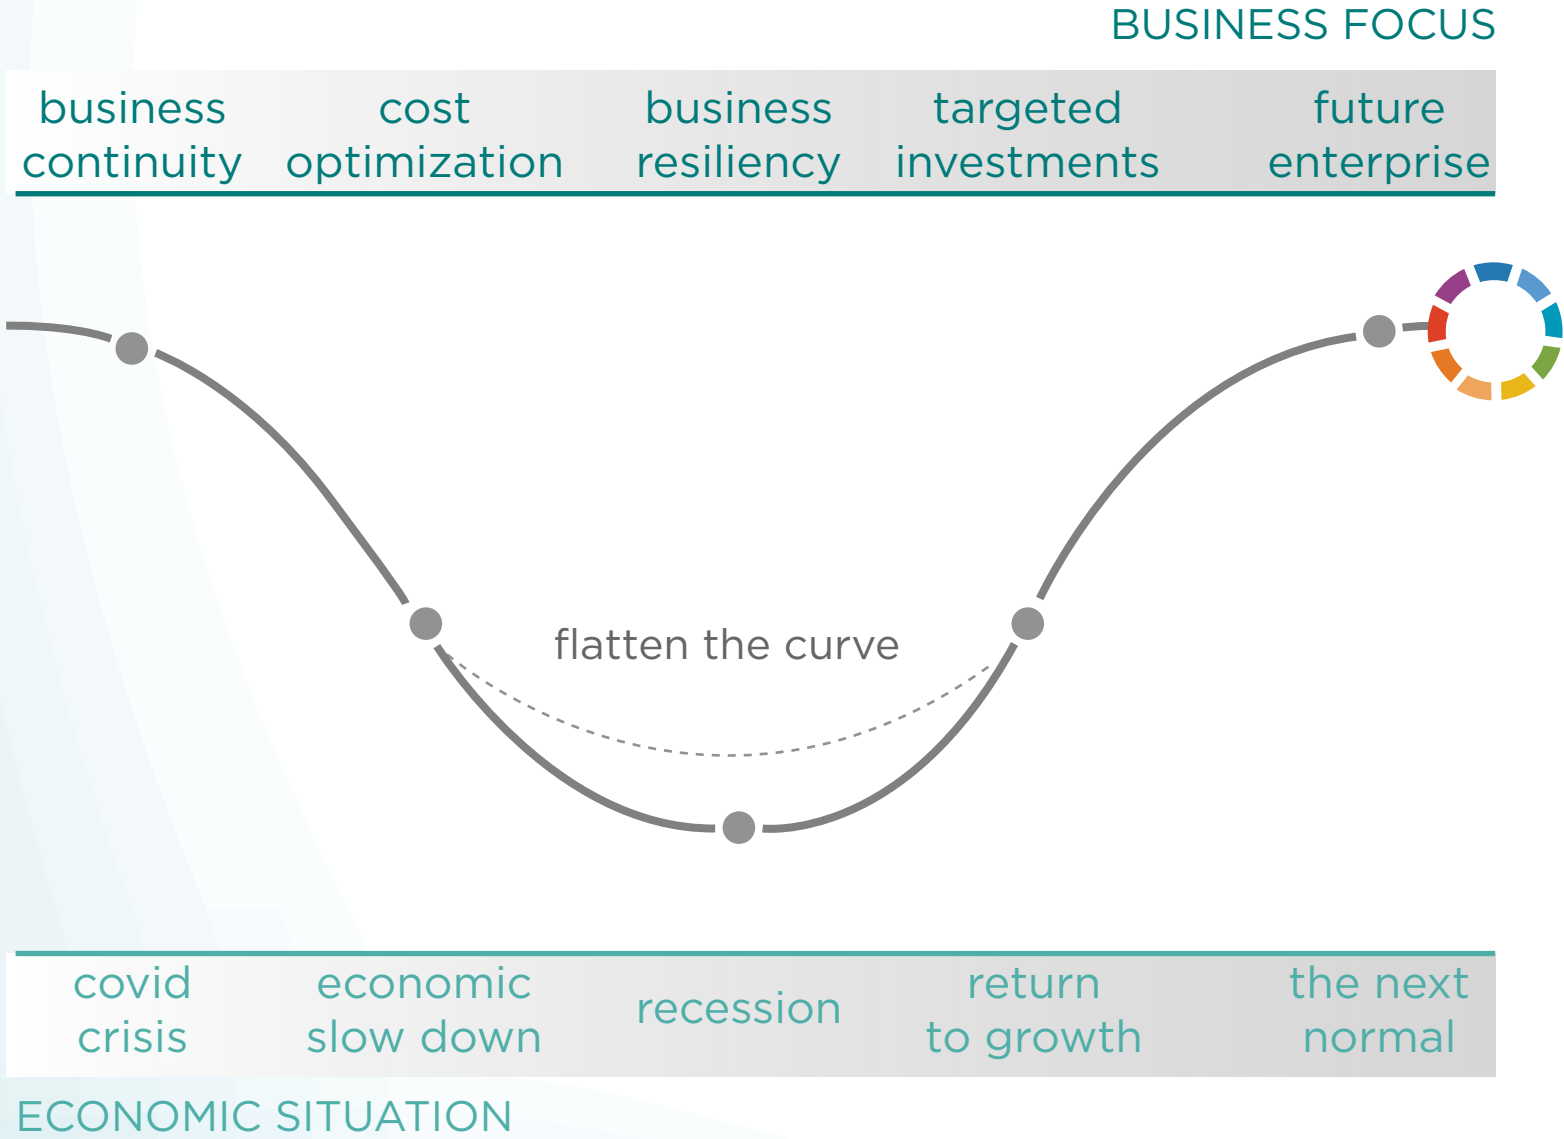 BUSINESS FOCUS
business
continuity
cost
optimization
business
resiliency
targeted
investments
future
enterprise
flatten the curve
covid
crisis
economic
slow down
recession
return
to growth
the next
normal
ECONOMIC SITUATION